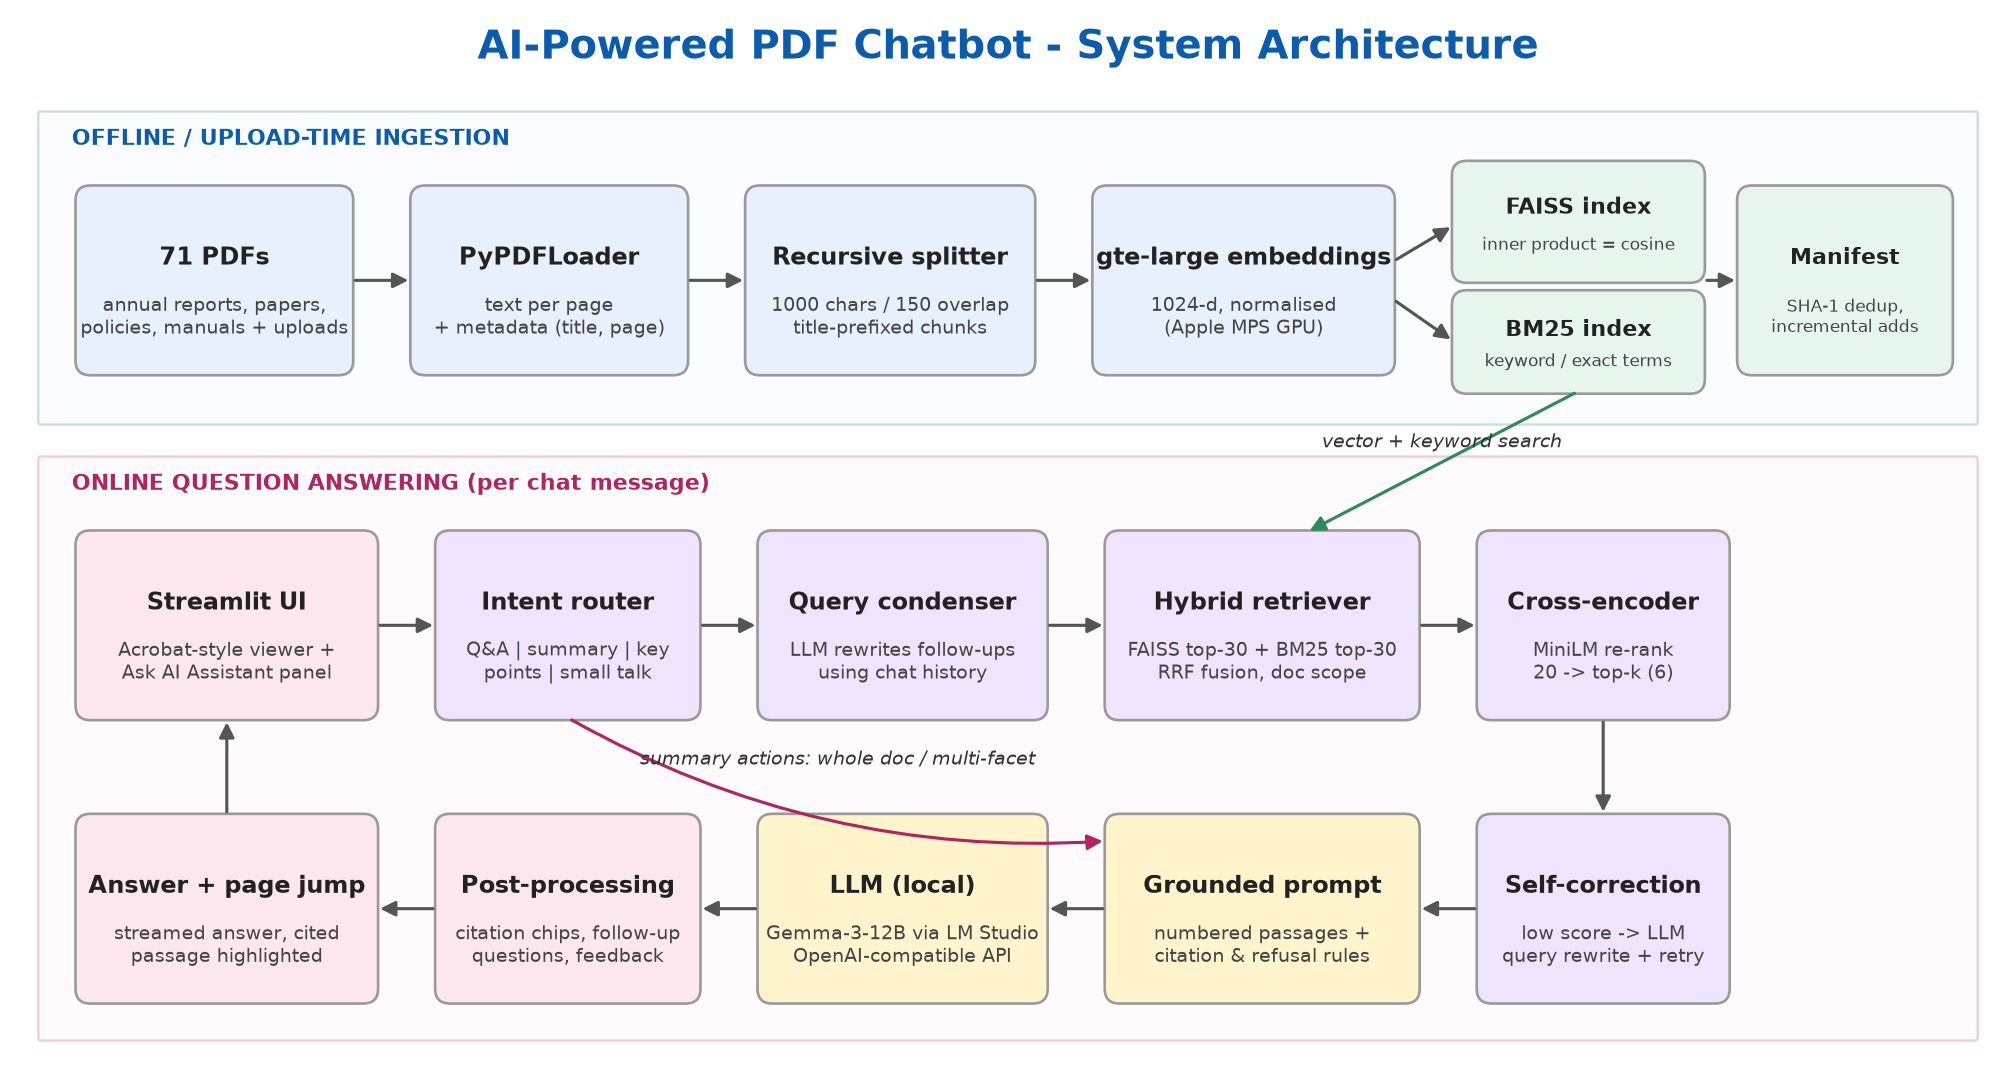 AI-Powered PDF Chatbot - System Architecture
OFFLINE / UPLOAD-TIME INGESTION
71 PDFs
annual reports, papers,
policies, manuals + uploads
PyPDFLoader
text per page
+ metadata (title, page)
Recursive splitter
1000 chars / 150 overlap
title-prefixed chunks
gte-large embeddings
1024-d, normalised
(Apple MPS GPU)
FAISS index
inner product = cosine
BM25 index
keyword / exact terms
Manifest
SHA-1 dedup,
incremental adds
vector + keyword search
ONLINE QUESTION ANSWERING (per chat message)
Streamlit UI
Acrobat-style viewer +
Ask AI Assistant panel
Intent router
Q&A | summary | key
points | small talk
Query condenser
LLM rewrites follow-ups
using chat history
Hybrid retriever
FAISS top-30 + BM25 top-30
RRF fusion, doc scope
Cross-encoder
MiniLM re-rank
20 -> top-k (6)
summary actions: whole doc / multi-facet
Answer + page jump
streamed answer, cited
passage highlighted
Post-processing
citation chips, follow-up
questions, feedback
LLM (local)
Gemma-3-12B via LM Studio
OpenAI-compatible API
Grounded prompt
numbered passages +
citation & refusal rules
Self-correction
low score -> LLM
query rewrite + retry